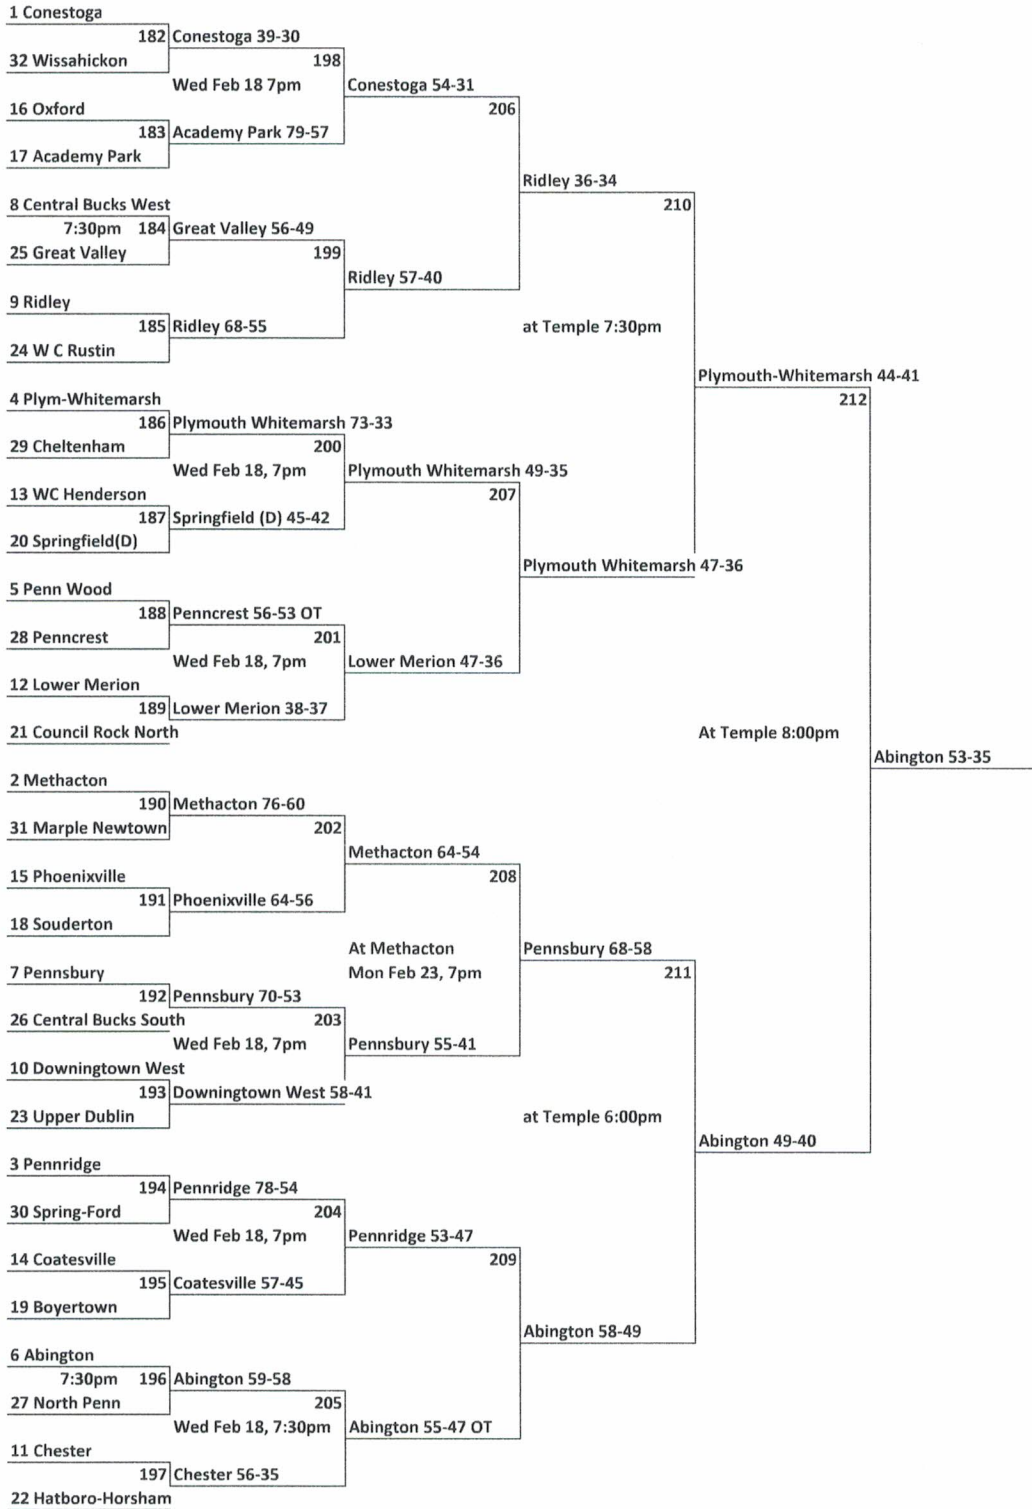 1 Conestoga
182 Conestoga 39-30
32 Wissahickon
198
Wed Feb 18 7pm
Conestoga 54-31
16 Oxford
206
183 Academy Park 79-57
17 Academy Park
Ridley 36-34
8 Central Bucks West
210
7:30pm 184 Great Valley 56-49
25 Great Valley
199
Ridley 57-40
9 Ridley
185 Ridley 68-55
at Temple 7:30pm
24 W C Rustin
Plymouth-Whitemarsh 44-41
4 Plym-Whitemarsh
212
186 Plymouth Whitemarsh 73-33
29 Cheltenham
200
Wed Feb 18, 7pm
Plymouth Whitemarsh 49-35
13 WC Henderson
207
187 Springfield (D) 45-42
20 Springfield(D)
Plymouth Whitemarsh 47-36
5 Penn Wood
188 Penncrest 56-53 OT
28 Penncrest
201
Wed Feb 18, 7pm
Lower Merion 47-36
12 Lower Merion
189 Lower Merion 38-37
21 Council Rock North
At Temple 8:00pm
Abington 53-35
2 Methacton
190 Methacton 76-60
31 Marple Newtown
202
Methacton 64-54
15 Phoenixville
208
191 Phoenixville 64-56
18 Souderton
At Methacton
Pennsbury 68-58
7 Pennsbury
Mon Feb 23, 7pm
211
192 Pennsbury 70-53
26 Central Bucks South
203
Wed Feb 18, 7pm
Pennsbury 55-41
10 Downingtown West
193 Downingtown West 58-41
23 Upper Dublin
at Temple 6:00pm
Abington 49-40
3 Pennridge
194 Pennridge 78-54
30 Spring-Ford
204
Wed Feb 18, 7pm
Pennridge 53-47
14 Coatesville
209
195 Coatesville 57-45
19 Boyertown
Abington 58-49
6 Abington
7:30pm 196 Abington 59-58
27 North Penn
205
Wed Feb 18, 7:30pm
Abington 55-47 OT
11 Chester
197 Chester 56-35
22 Hatboro-Horsham